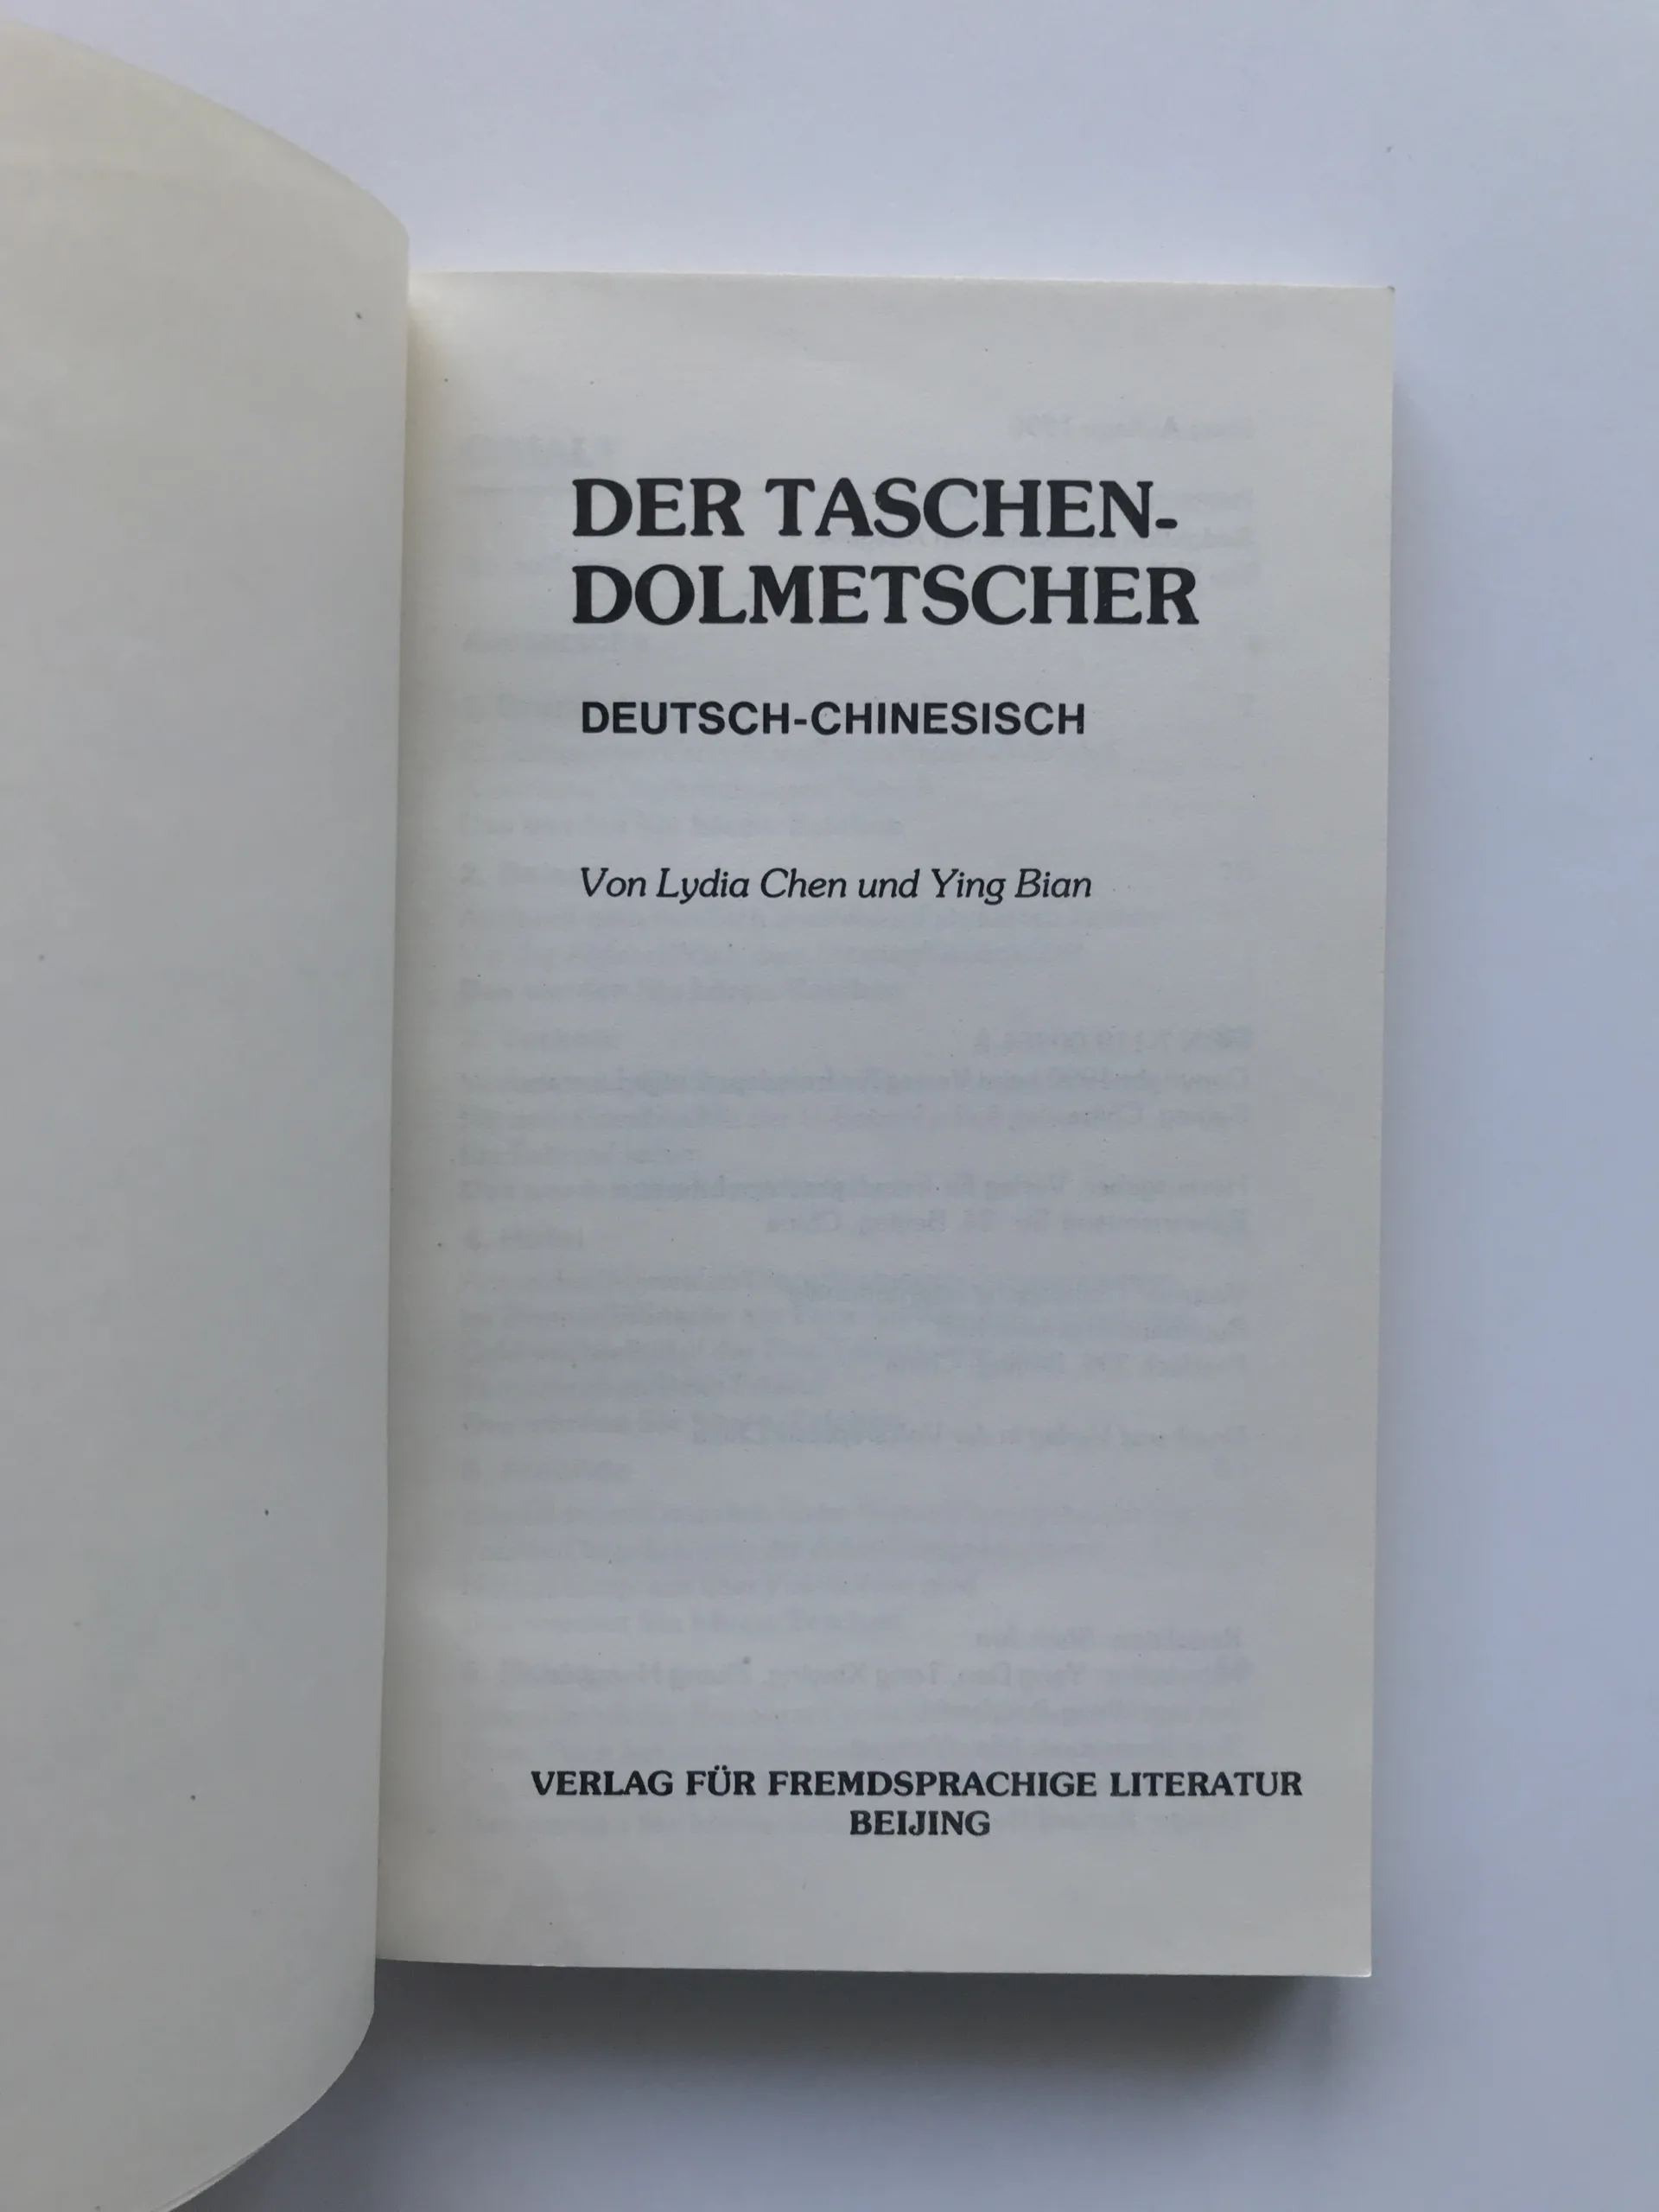 DER TASCHEN-
DOLMETSCHER
DEUTSCH-CHINESISCH
Von Lydia Chen und Ying Bian
VERLAG FÜR FREMDSPRACHIGE LITERATUR
BEIJING